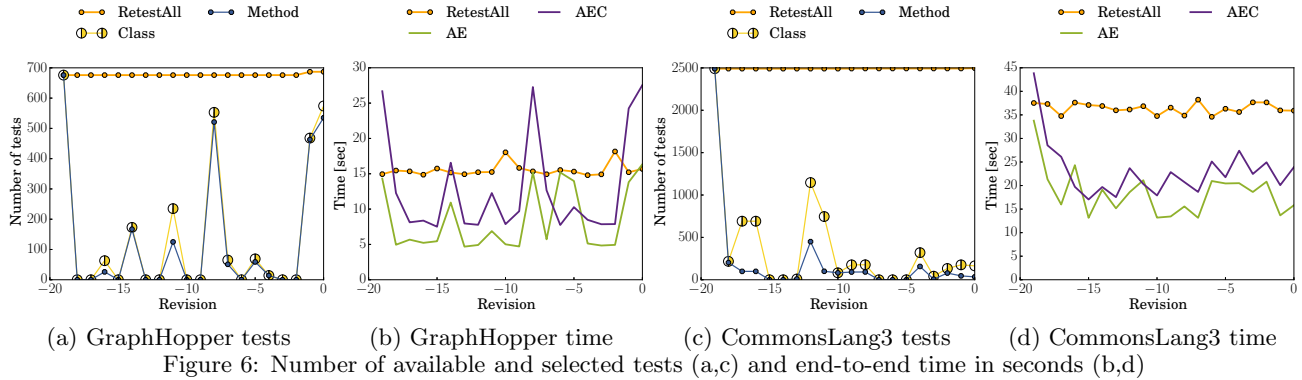 RetestAll Method
Class
700
600
500
400
300
200
100
0
Number of tests
−20 −15 −10 −5 0
Revision
(a) GraphHopper tests
RetestAll AEC
AE
30
25
20
15
10
5
0
Time [sec]
−20 −15 −10 −5 0
Revision
(b) GraphHopper time
RetestAll Method
Class
2500
2000
1500
1000
500
0
Number of tests
−20 −15 −10 −5 0
Revision
(c) CommonsLang3 tests
RetestAll AEC
AE
45
40
35
30
25
20
15
10
5
0
Time [sec]
−20 −15 −10 −5 0
Revision
(d) CommonsLang3 time
Figure 6: Number of available and selected tests (a,c) and end-to-end time in seconds (b,d)